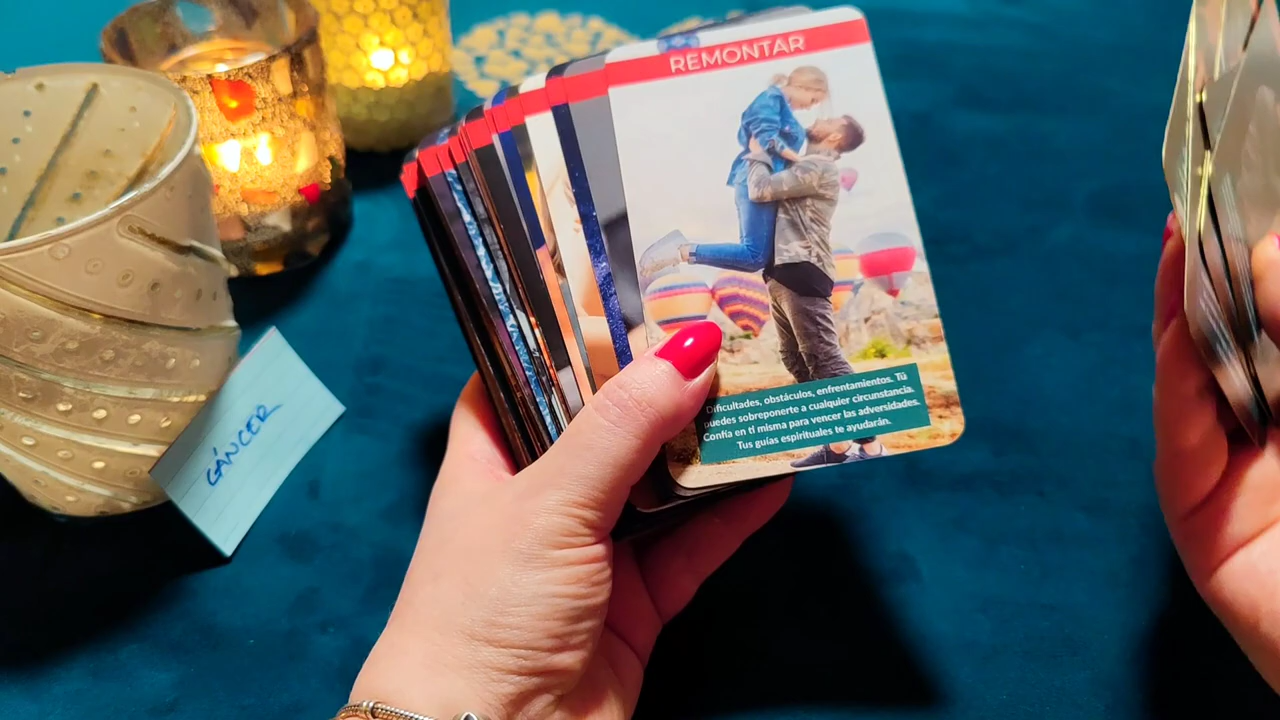 REMONTAR
Dificultades, obstáculos, enfrentamientos. Tú
puedes sobreponerte a cualquier circunstancia.
Confía en ti misma para vencer las adversidades.
Tus guías espirituales te ayudarán.
CÁNCER